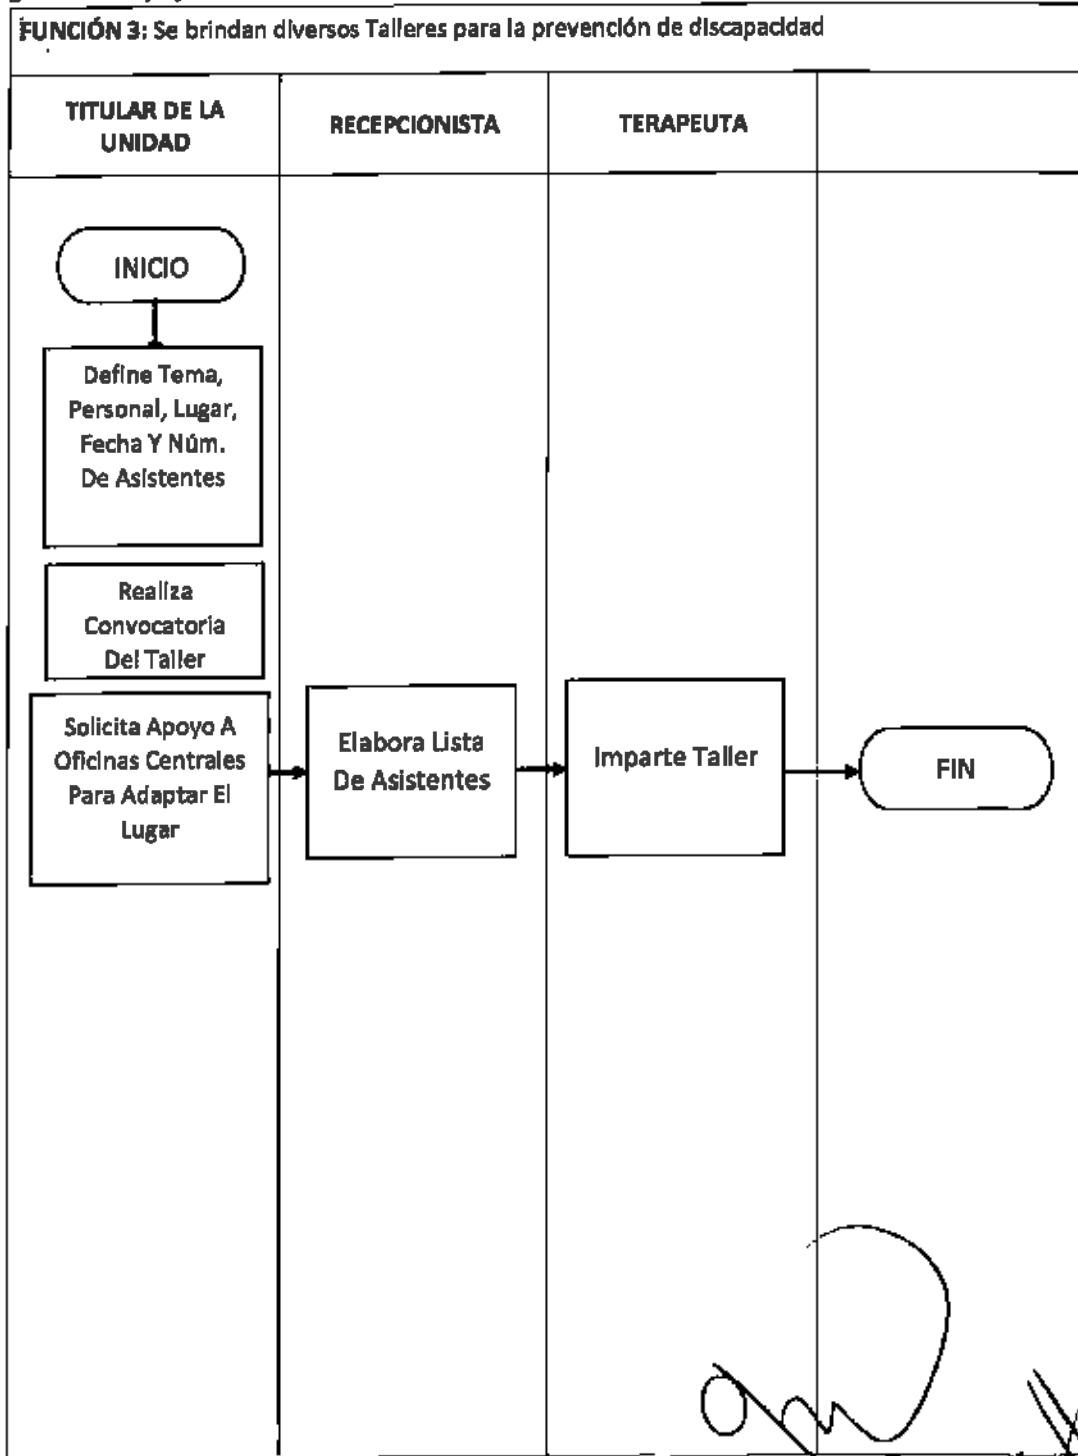 FUNCIÓN 3: Se brindan diversos Talleres para la prevención de discapacidad
TITULAR DE LA
UNIDAD
RECEPCIONISTA
TERAPEUTA
INICIO
Define Tema,
Personal, Lugar,
Fecha Y Núm.
De Asistentes
Realiza
Convocatoria
Del Taller
Solicita Apoyo A
Oficinas Centrales
Para Adaptar El
Lugar
Elabora Lista
De Asistentes
Imparte Taller
FIN